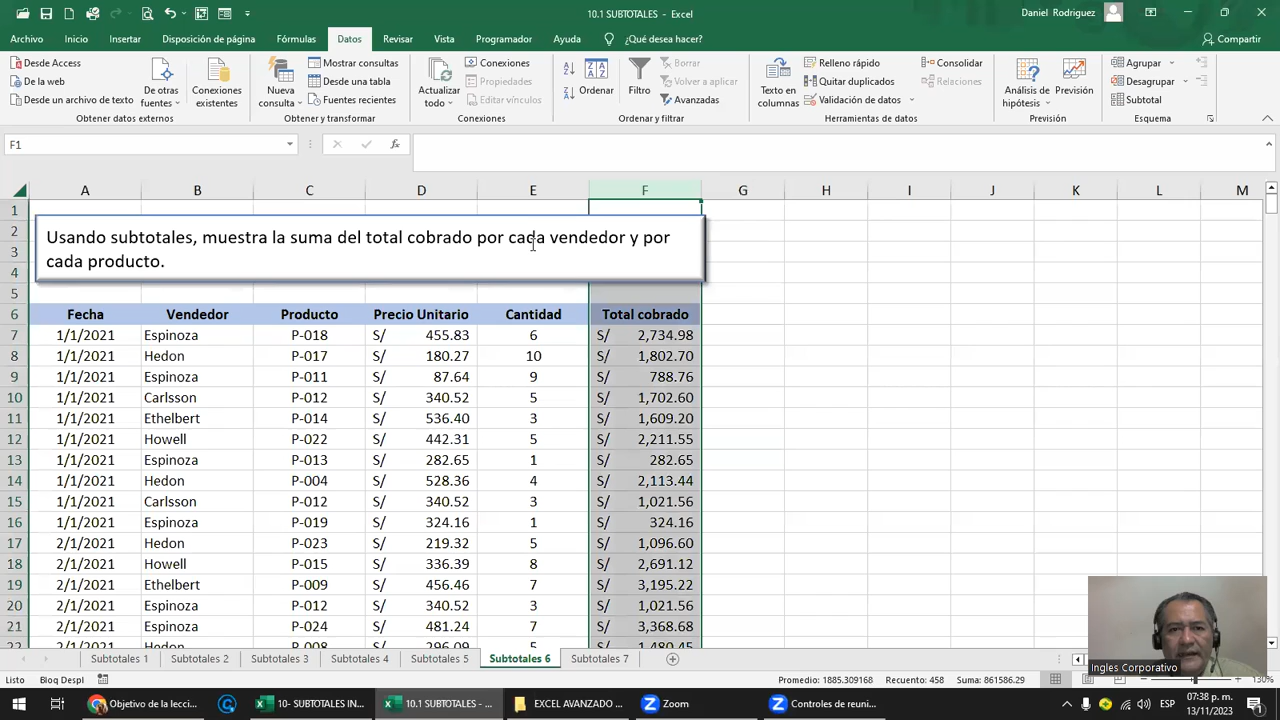 10.1 SUBTOTALES - Excel
Daniel Rodriguez
Archivo Inicio Insertar Disposición de página Fórmulas Datos Revisar Vista Programador Ayuda ¿Qué desea hacer? Compartir
Desde Access
De la web
Desde un archivo de texto
De otras fuentes
Conexiones existentes
Obtener datos externos
Nueva consulta
Mostrar consultas
Desde una tabla
Fuentes recientes
Obtener y transformar
Actualizar todo
Conexiones
Propiedades
Editar vínculos
Conexiones
Ordenar
Filtro
Borrar
Volver a aplicar
Avanzadas
Ordenar y filtrar
Texto en columnas
Relleno rápido
Quitar duplicados
Validación de datos
Consolidar
Relaciones
Herramientas de datos
Análisis de hipótesis
Previsión
Previsión
Agrupar
Desagrupar
Subtotal
Esquema
F1 fx
A B C D E F G H I J K L M
1
2
3
4
5
Usando subtotales, muestra la suma del total cobrado por cada vendedor y por
cada producto.
6 Fecha Vendedor Producto Precio Unitario Cantidad Total cobrado
7 1/1/2021 Espinoza P-018 S/ 455.83 6 S/ 2,734.98
8 1/1/2021 Hedon P-017 S/ 180.27 10 S/ 1,802.70
9 1/1/2021 Espinoza P-011 S/ 87.64 9 S/ 788.76
10 1/1/2021 Carlsson P-012 S/ 340.52 5 S/ 1,702.60
11 1/1/2021 Ethelbert P-014 S/ 536.40 3 S/ 1,609.20
12 1/1/2021 Howell P-022 S/ 442.31 5 S/ 2,211.55
13 1/1/2021 Espinoza P-013 S/ 282.65 1 S/ 282.65
14 1/1/2021 Hedon P-004 S/ 528.36 4 S/ 2,113.44
15 1/1/2021 Carlsson P-012 S/ 340.52 3 S/ 1,021.56
16 1/1/2021 Espinoza P-019 S/ 324.16 1 S/ 324.16
17 2/1/2021 Hedon P-023 S/ 219.32 5 S/ 1,096.60
18 2/1/2021 Howell P-015 S/ 336.39 8 S/ 2,691.12
19 2/1/2021 Ethelbert P-009 S/ 456.46 7 S/ 3,195.22
20 2/1/2021 Espinoza P-012 S/ 340.52 3 S/ 1,021.56
21 2/1/2021 Espinoza P-024 S/ 481.24 7 S/ 3,368.68
22 2/1/2021 Hedon P-008 S/ 296.09 5 S/ 1,480.45
Ingles Corporativo
Subtotales 1 Subtotales 2 Subtotales 3 Subtotales 4 Subtotales 5 Subtotales 6 Subtotales 7
Listo Bloq Despl Promedio: 1885.309168 Recuento: 458 Suma: 861586.29 130%
Objetivo de la lecci... 10- SUBTOTALES IN... 10.1 SUBTOTALES - ... EXCEL AVANZADO ... Zoom Controles de reuni... ESP 07:38 p. m.
13/11/2023